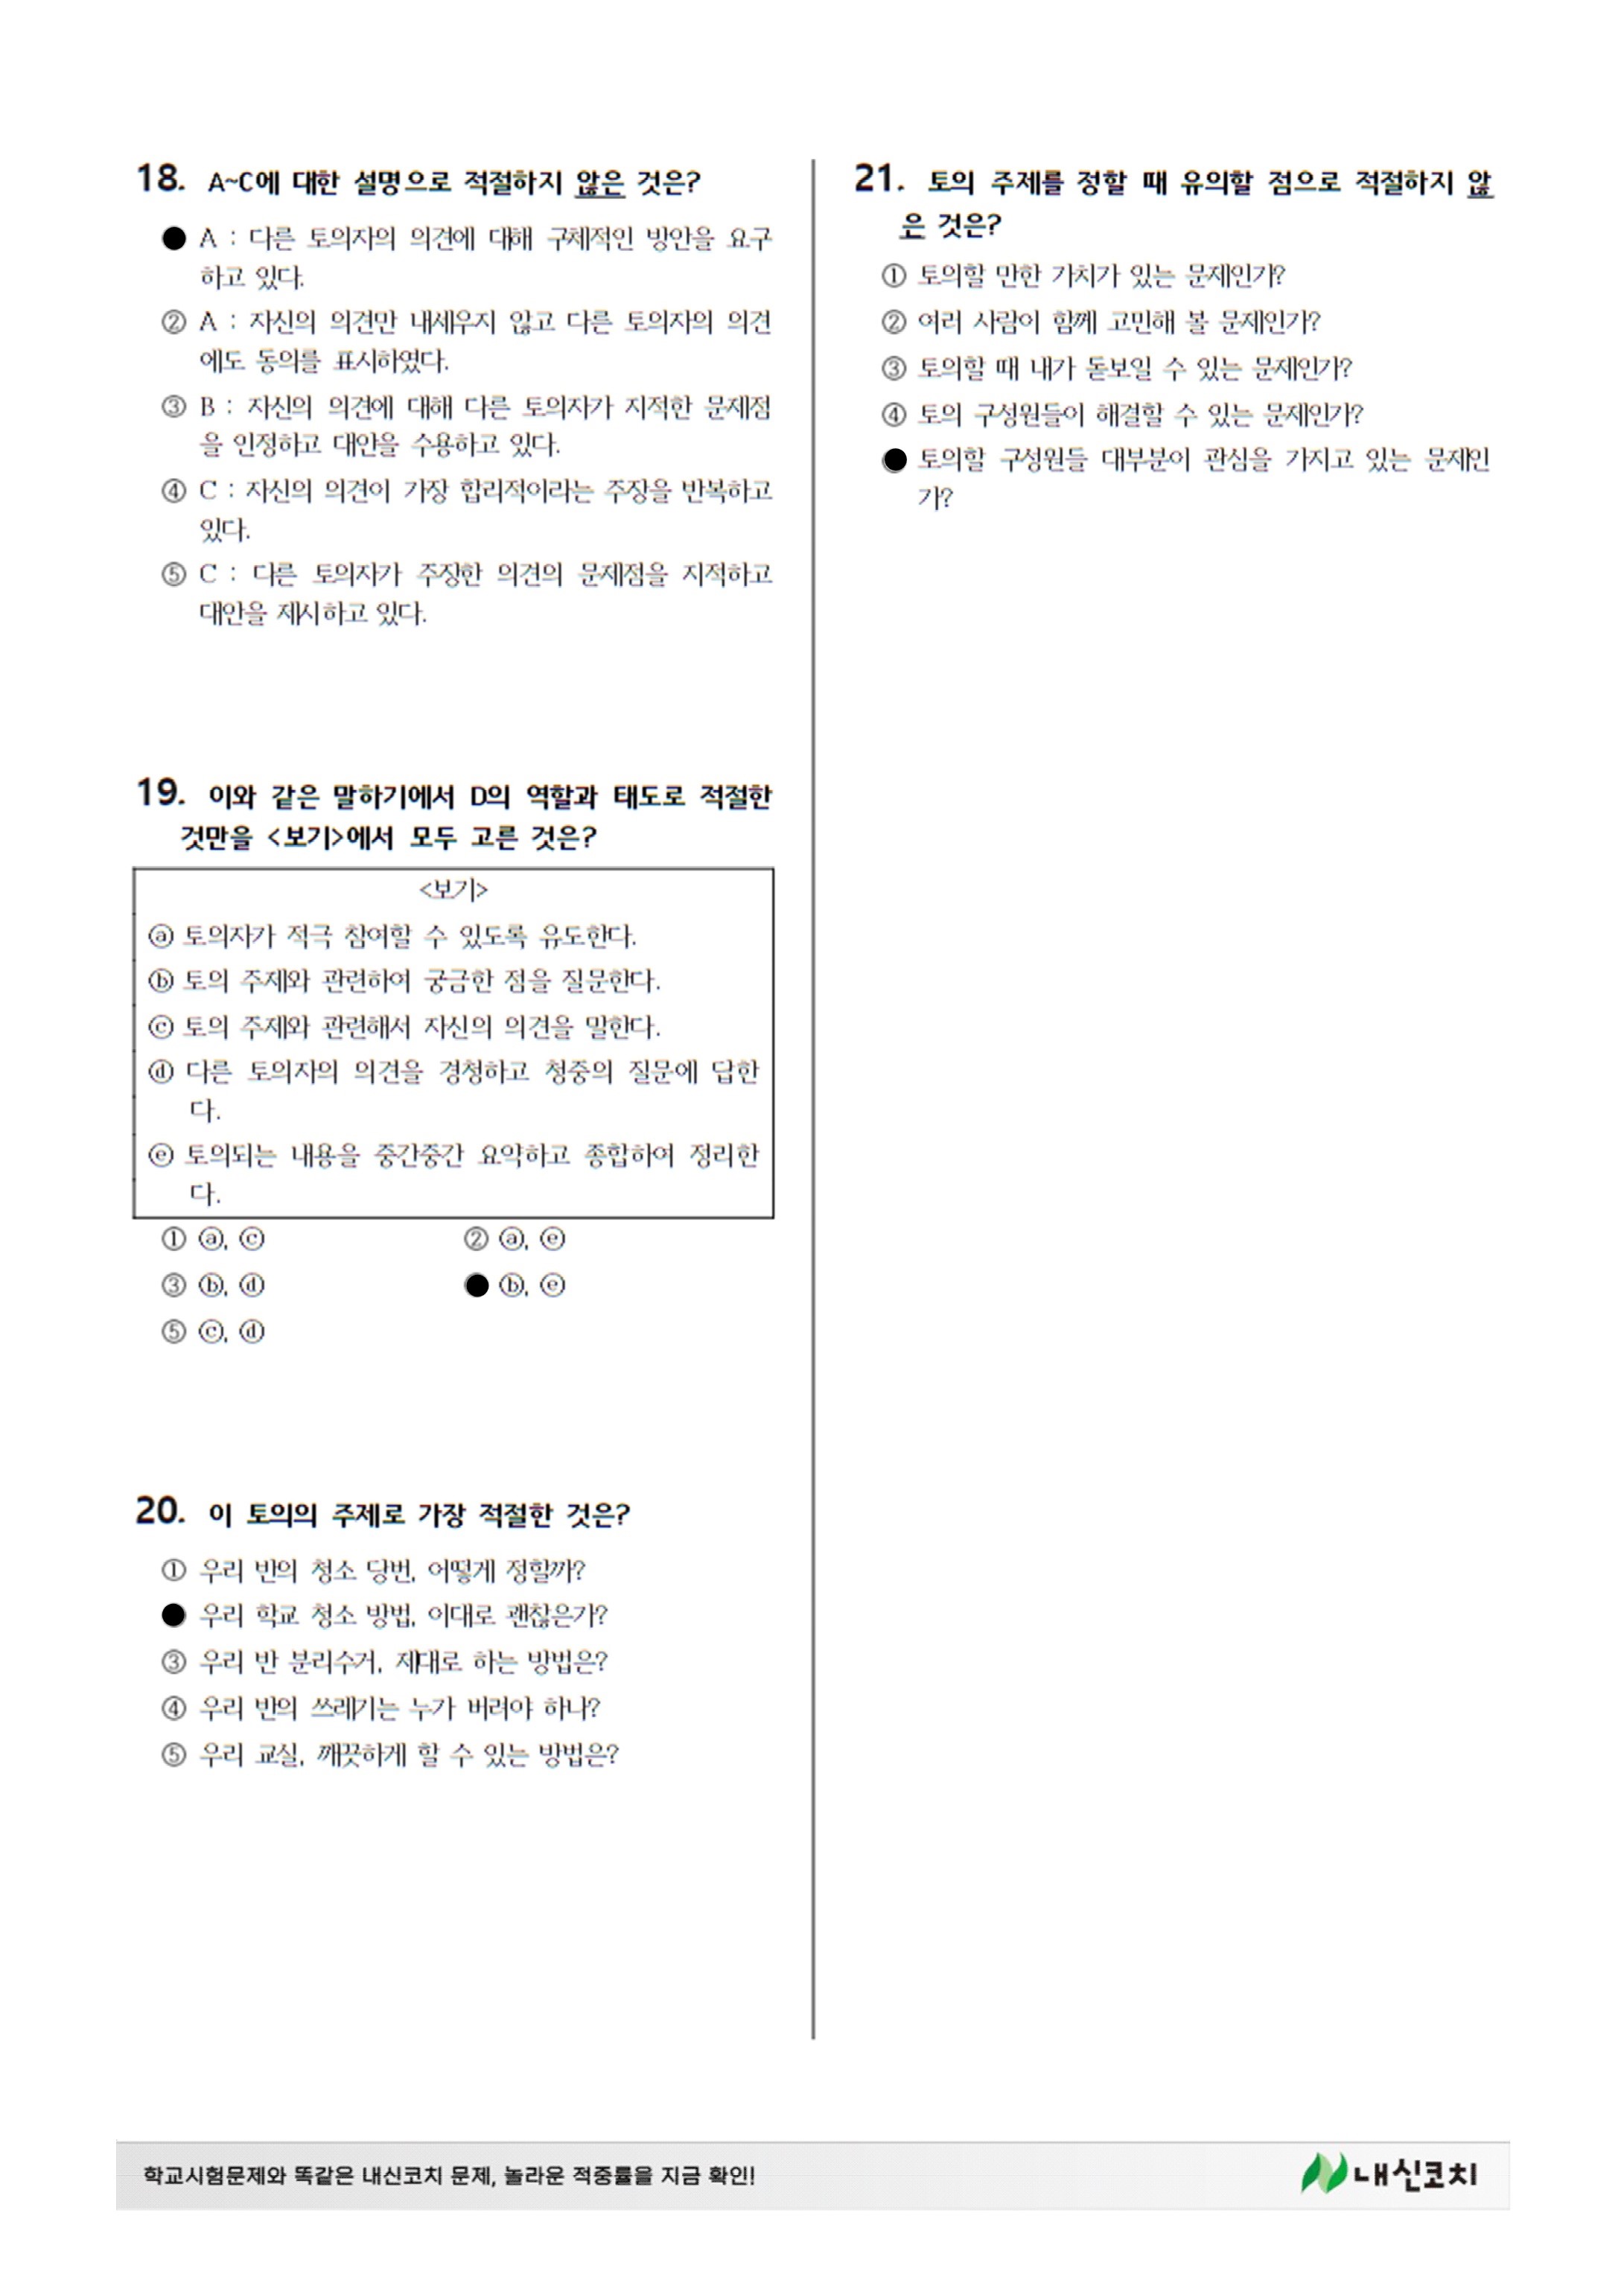 18. A~C에 대한 설명으로 적절하지 않은 것은?
● A : 다른 토의자의 의견에 대해 구체적인 방안을 요구
하고 있다.
② A : 자신의 의견만 내세우지 않고 다른 토의자의 의견
에도 동의를 표시하였다.
③ B : 자신의 의견에 대해 다른 토의자가 지적한 문제점
을 인정하고 대안을 수용하고 있다.
④ C : 자신의 의견이 가장 합리적이라는 주장을 반복하고
있다.
⑤ C : 다른 토의자가 주장한 의견의 문제점을 지적하고
대안을 제시하고 있다.
19. 이와 같은 말하기에서 D의 역할과 태도로 적절한
것만을 <보기>에서 모두 고른 것은?
<보기>
ⓐ 토의자가 적극 참여할 수 있도록 유도한다.
ⓑ 토의 주제와 관련하여 궁금한 점을 질문한다.
ⓒ 토의 주제와 관련해서 자신의 의견을 말한다.
ⓓ 다른 토의자의 의견을 경청하고 청중의 질문에 답한
다.
ⓔ 토의되는 내용을 중간중간 요약하고 종합하여 정리한
다.
① ⓐ, ⓒ ② ⓐ, ⓔ
③ ⓑ, ⓓ ● ⓑ, ⓔ
⑤ ⓒ, ⓓ
20. 이 토의의 주제로 가장 적절한 것은?
① 우리 반의 청소 당번, 어떻게 정할까?
● 우리 학교 청소 방법, 이대로 괜찮은가?
③ 우리 반 분리수거, 제대로 하는 방법은?
④ 우리 반의 쓰레기는 누가 버려야 하나?
⑤ 우리 교실, 깨끗하게 할 수 있는 방법은?
21. 토의 주제를 정할 때 유의할 점으로 적절하지 않
은 것은?
① 토의할 만한 가치가 있는 문제인가?
② 여러 사람이 함께 고민해 볼 문제인가?
③ 토의할 때 내가 돋보일 수 있는 문제인가?
④ 토의 구성원들이 해결할 수 있는 문제인가?
● 토의할 구성원들 대부분이 관심을 가지고 있는 문제인
가?
학교시험문제와 똑같은 내신코치 문제, 놀라운 적중률을 지금 확인!
내신코치